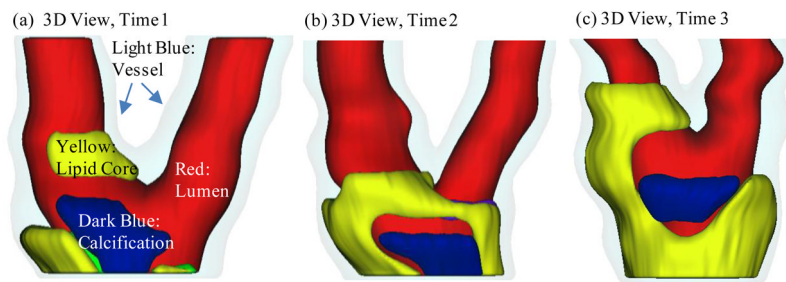 (a) 3D View, Time 1
(b) 3D View, Time 2
(c) 3D View, Time 3
Light Blue:
Vessel
Yellow:
Lipid Core
Red:
Lumen
Dark Blue:
Calcification